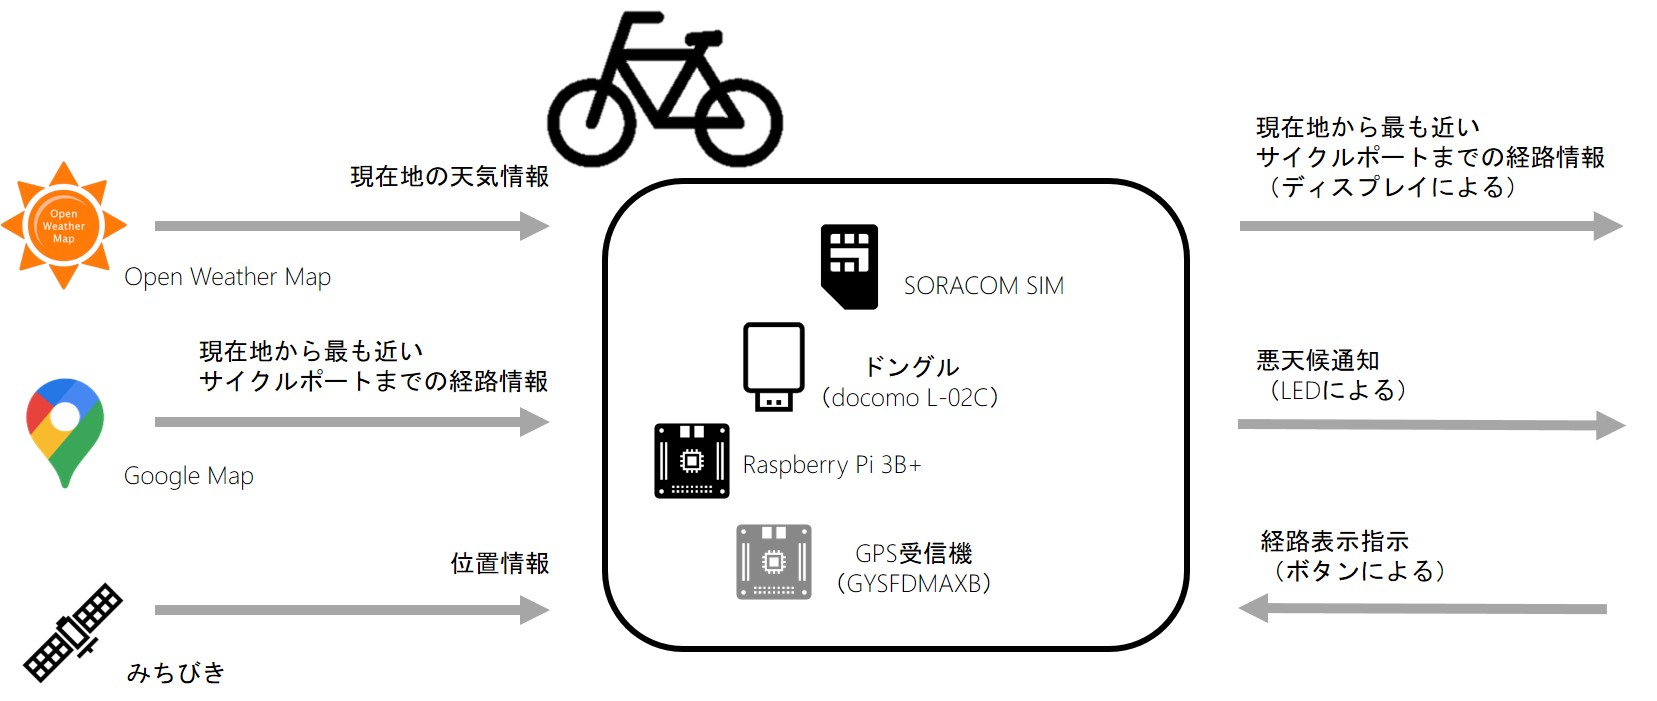 現在地の天気情報
Open
Weather
Map
Open Weather Map
現在地から最も近い
サイクルポートまでの経路情報
Google Map
位置情報
みちびき
SORACOM SIM
ドングル
（docomo L-02C）
Raspberry Pi 3B+
GPS受信機
（GYSFDMAXB）
現在地から最も近い
サイクルポートまでの経路情報
（ディスプレイによる）
悪天候通知
（LEDによる）
経路表示指示
（ボタンによる）